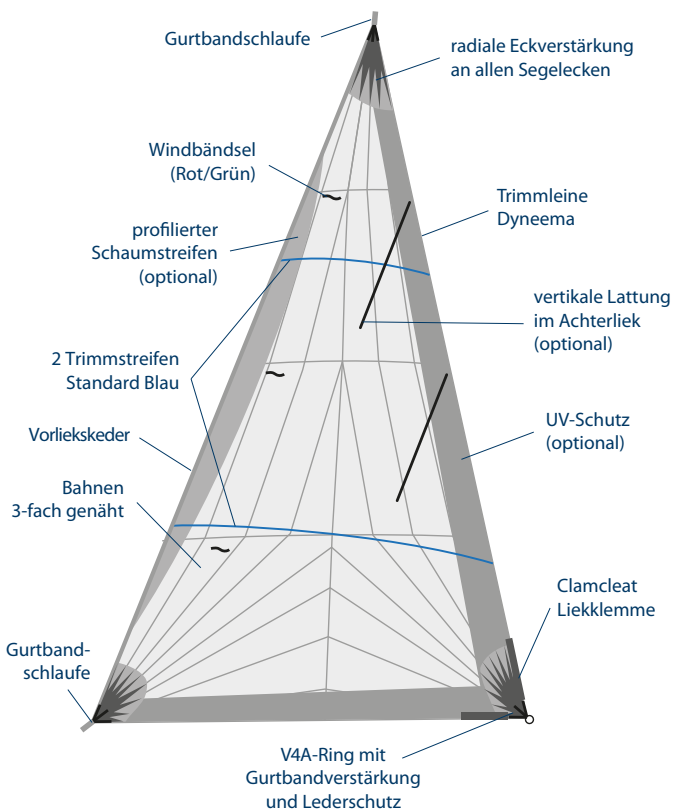 Gurtbandschlaufe
radiale Eckverstärkung
an allen Segelecken
Windbändsel
(Rot/Grün)
Trimmleine
Dyneema
profilierter
Schaumstreifen
(optional)
vertikale Lattung
im Achterliek
(optional)
2 Trimmstreifen
Standard Blau
Vorliekskeder
UV-Schutz
(optional)
Bahnen
3-fach genäht
Clamcleat
Liekklemme
Gurtband-
schlaufe
V4A-Ring mit
Gurtbandverstärkung
und Lederschutz